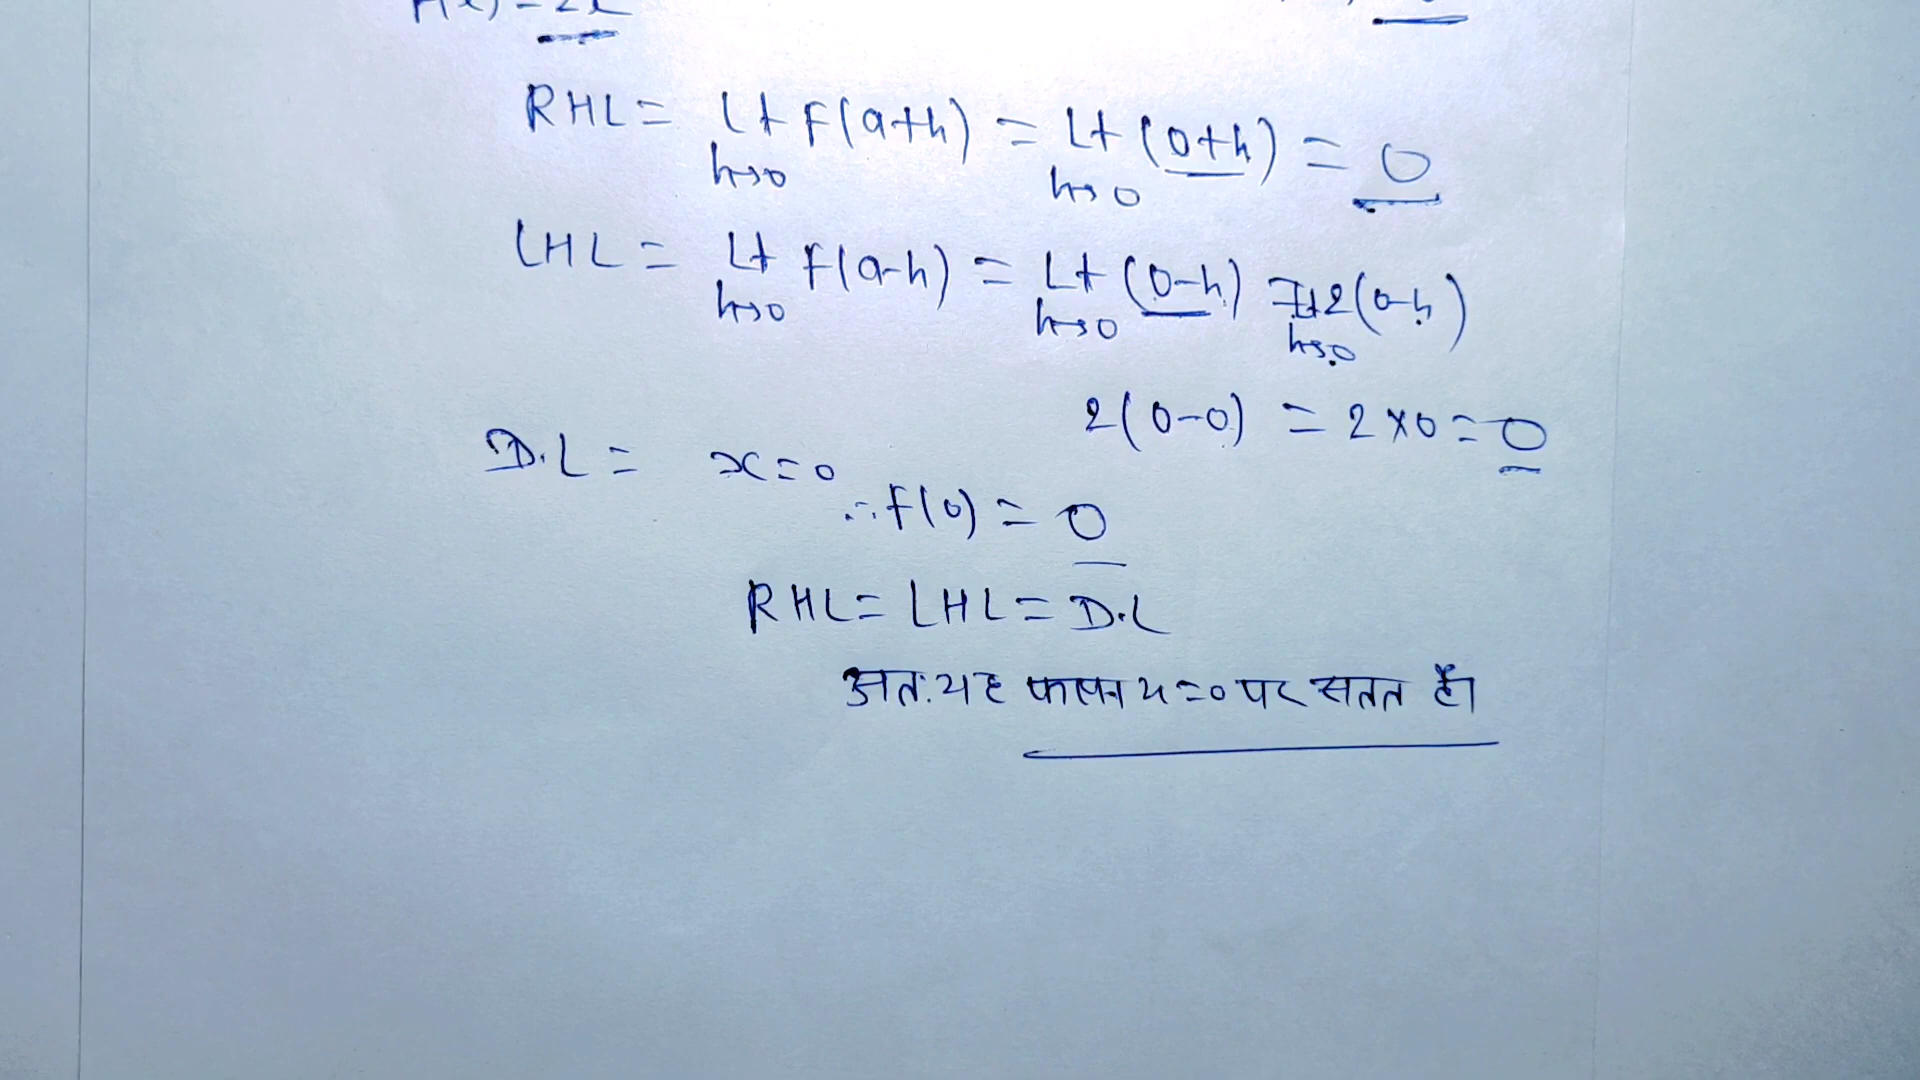 F(x) = 2x
RHL = Lt F(a+h) = Lt (0+h) = 0
h→0 h→0
LHL = Lt F(a-h) = Lt (0-h) = Lt 2(0-h)
h→0 h→0 h→0
2(0-0) = 2×0 = 0
D.L = x=0
∴ F(0) = 0
RHL = LHL = D.L
अतः यह फलन x=0 पर सतत है।